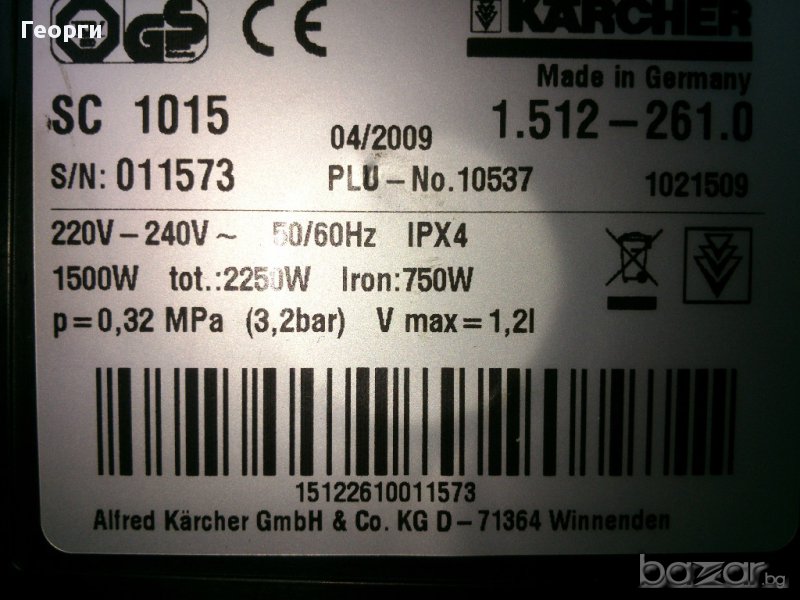 Георги
GS CE KÄRCHER
Made in Germany
SC 1015 04/2009 1.512-261.0
S/N: 011573 PLU-No.10537 1021509
220V-240V~ 50/60Hz IPX4
1500W tot.:2250W Iron:750W
p=0,32 MPa (3,2bar) V max=1,2l
15122610011573
Alfred Kärcher GmbH & Co. KG D-71364 Winnenden
bazar.bg